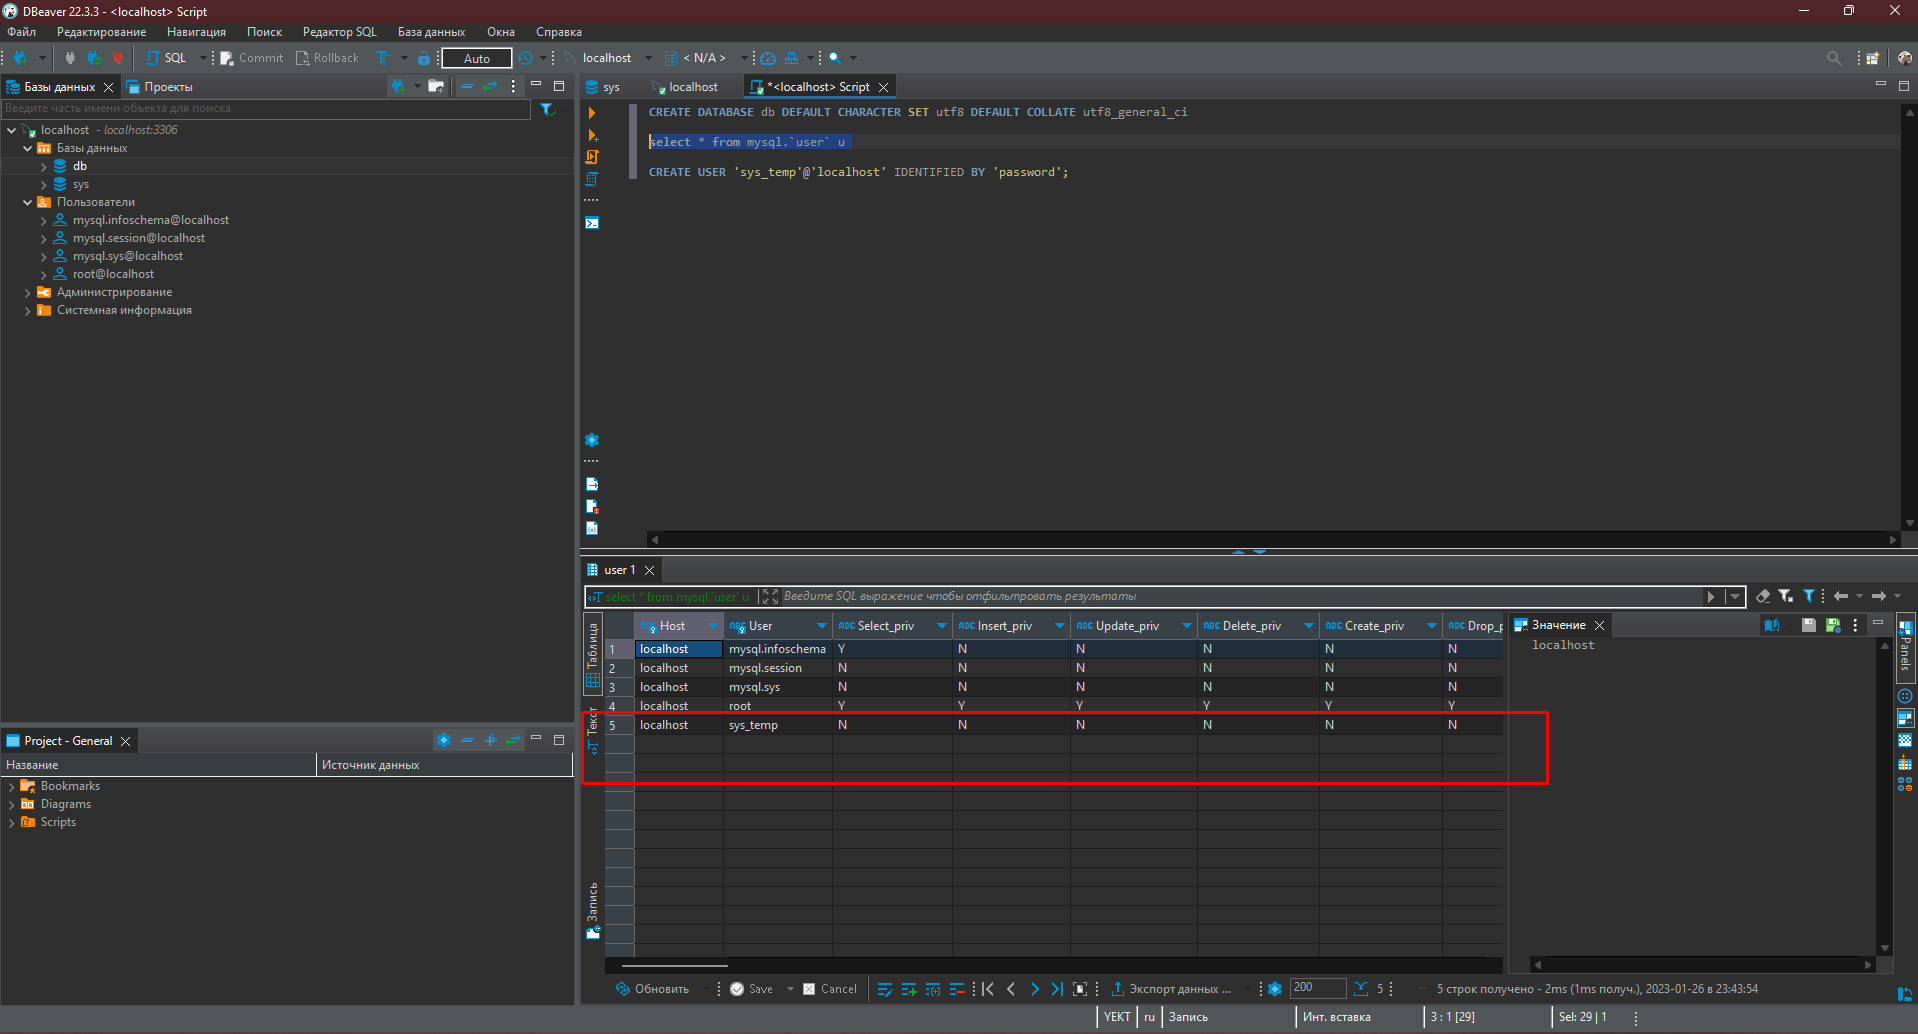 DBeaver 22.3.3 - <localhost> Script
Файл Редактирование Навигация Поиск Редактор SQL База данных Окна Справка
SQL Commit Rollback Auto localhost < N/A >
Базы данных Проекты
Введите часть имени объекта для поиска
localhost - localhost:3306
Базы данных
db
sys
Пользователи
mysql.infoschema@localhost
mysql.session@localhost
mysql.sys@localhost
root@localhost
Администрирование
Системная информация
Project - General
Название Источник данных
Bookmarks
Diagrams
Scripts
sys localhost *<localhost> Script
CREATE DATABASE db DEFAULT CHARACTER SET utf8 DEFAULT COLLATE utf8_general_ci
select * from mysql.`user` u
CREATE USER 'sys_temp'@'localhost' IDENTIFIED BY 'password';
user 1
select * from mysql.`user` u Введите SQL выражение чтобы отфильтровать результаты
Таблица
Текст
Запись
ABC Host ABC User ABC Select_priv ABC Insert_priv ABC Update_priv ABC Delete_priv ABC Create_priv ABC Drop_p
1 localhost mysql.infoschema Y N N N N N
2 localhost mysql.session N N N N N N
3 localhost mysql.sys N N N N N N
4 localhost root Y Y Y Y Y Y
5 localhost sys_temp N N N N N N
Значение
localhost
Panels
Обновить Save Cancel Экспорт данных ... 200 5 5 строк получено - 2ms (1ms получ.), 2023-01-26 в 23:43:54
YEKT ru Запись Инт. вставка 3 : 1 [29] Sel: 29 | 1